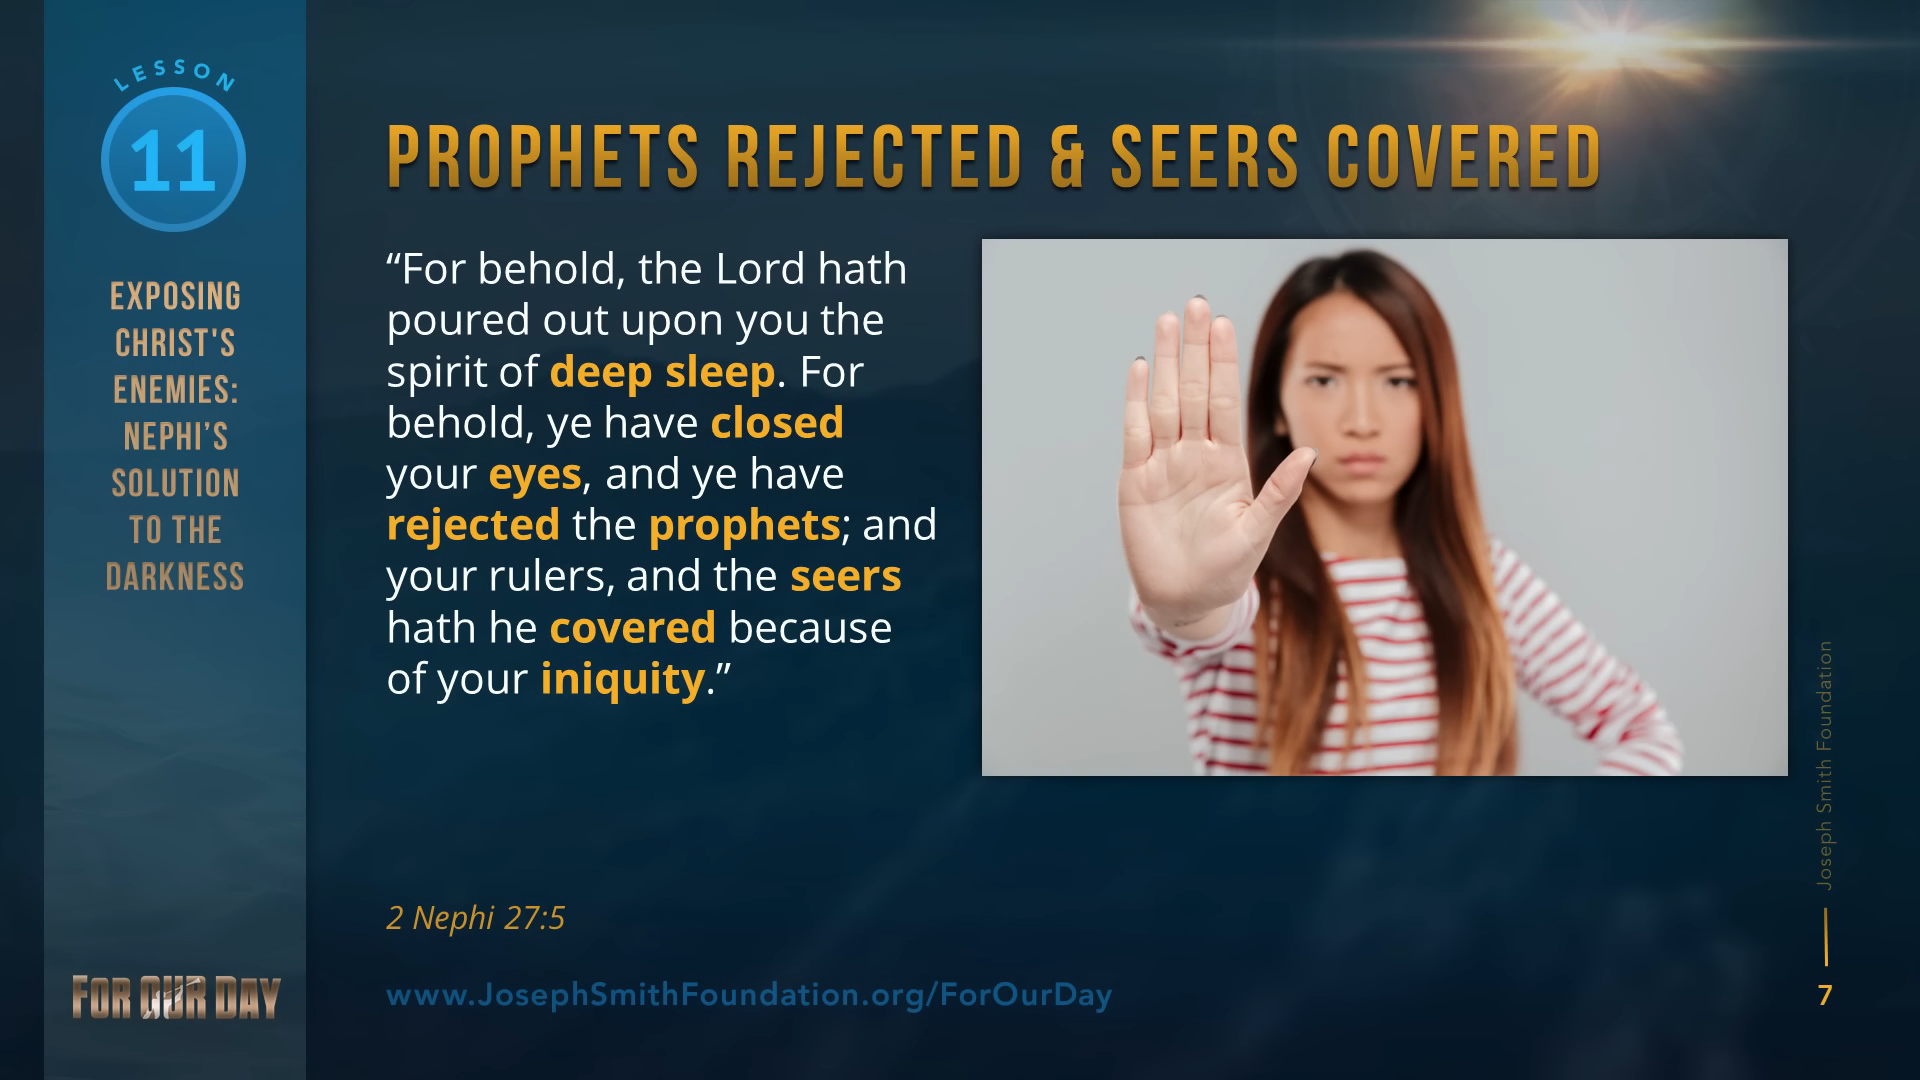 LESSON
11
EXPOSING
CHRIST'S
ENEMIES:
NEPHI’S
SOLUTION
TO THE
DARKNESS
FOR OUR DAY
PROPHETS REJECTED & SEERS COVERED
“For behold, the Lord hath
poured out upon you the
spirit of deep sleep. For
behold, ye have closed
your eyes, and ye have
rejected the prophets; and
your rulers, and the seers
hath he covered because
of your iniquity.”
2 Nephi 27:5
www.JosephSmithFoundation.org/ForOurDay
Joseph Smith Foundation
7